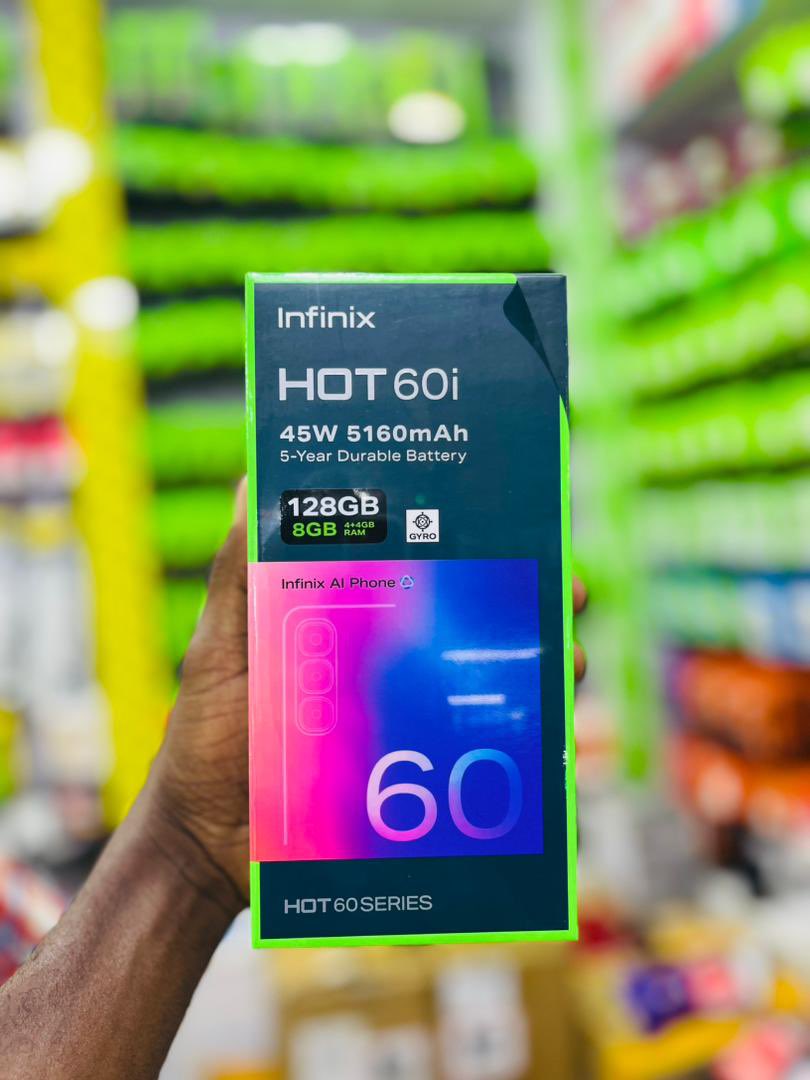 Infinix
HOT 60i
45W 5160mAh
5-Year Durable Battery
128GB
8GB 4+4GB RAM
GYRO
Infinix AI Phone
60
HOT 60 SERIES